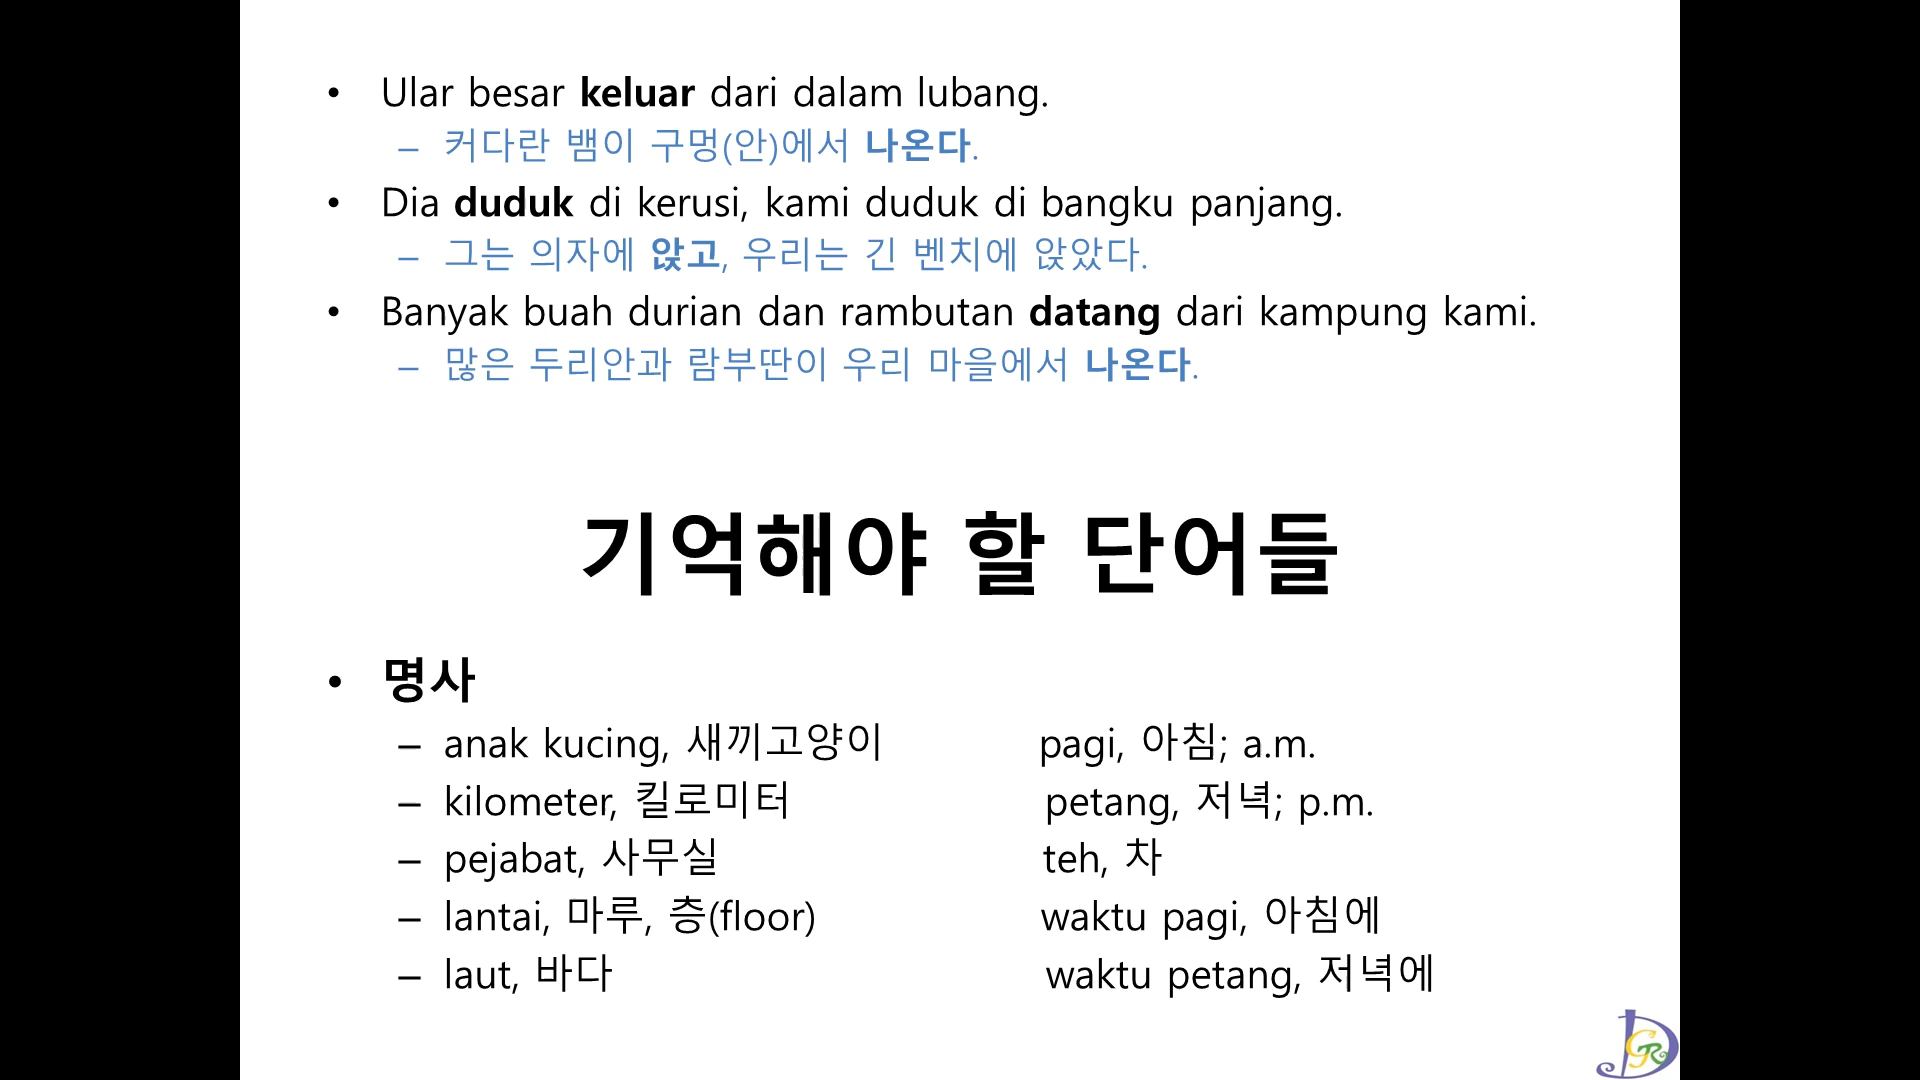 • Ular besar keluar dari dalam lubang.
– 커다란 뱀이 구멍(안)에서 나온다.
• Dia duduk di kerusi, kami duduk di bangku panjang.
– 그는 의자에 앉고, 우리는 긴 벤치에 앉았다.
• Banyak buah durian dan rambutan datang dari kampung kami.
– 많은 두리안과 람부딴이 우리 마을에서 나온다.
기억해야 할 단어들
• 명사
– anak kucing, 새끼고양이 pagi, 아침; a.m.
– kilometer, 킬로미터 petang, 저녁; p.m.
– pejabat, 사무실 teh, 차
– lantai, 마루, 층(floor) waktu pagi, 아침에
– laut, 바다 waktu petang, 저녁에
DGR